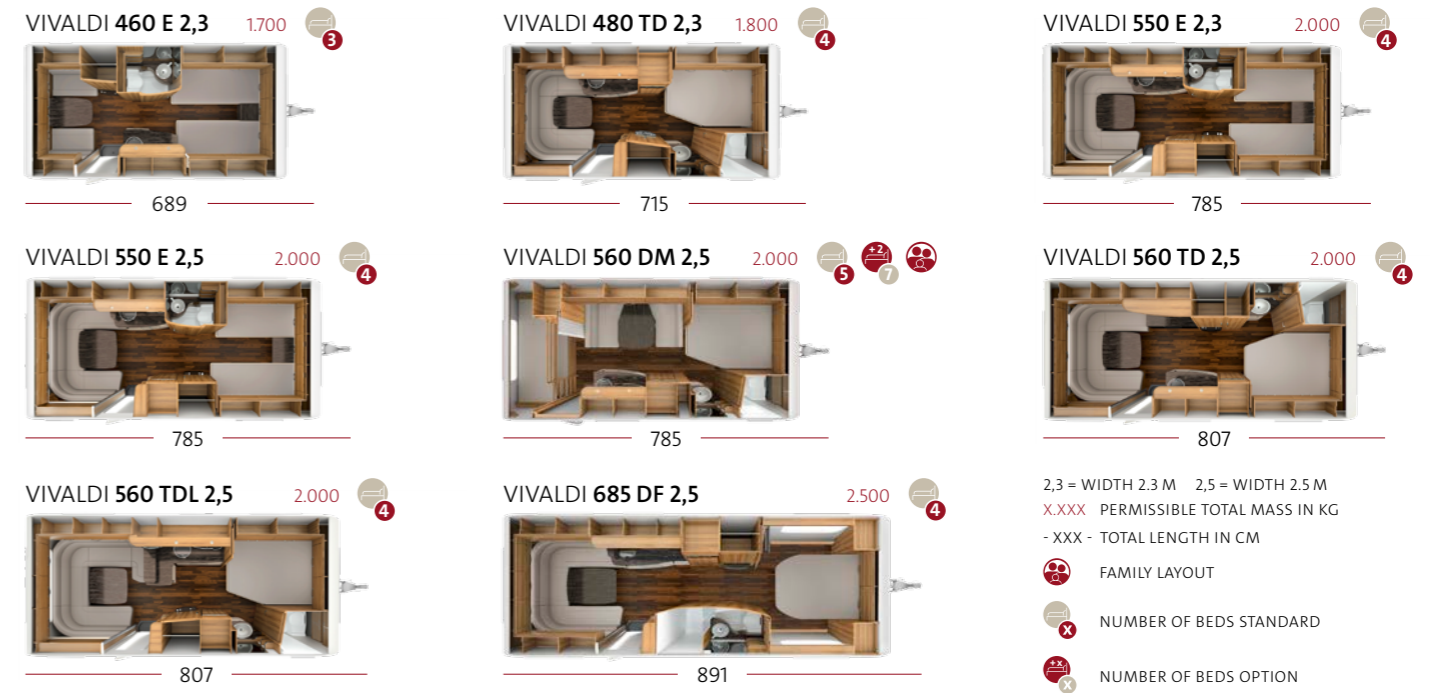 VIVALDI 460 E 2,3 1.700 3
689
VIVALDI 480 TD 2,3 1.800 4
715
VIVALDI 550 E 2,3 2.000 4
785
VIVALDI 550 E 2,5 2.000 4
785
VIVALDI 560 DM 2,5 2.000 5 +2 7
785
VIVALDI 560 TD 2,5 2.000 4
807
VIVALDI 560 TDL 2,5 2.000 4
807
VIVALDI 685 DF 2,5 2.500 4
891
2,3 = WIDTH 2.3 M 2,5 = WIDTH 2.5 M
X.XXX PERMISSIBLE TOTAL MASS IN KG
- XXX - TOTAL LENGTH IN CM
FAMILY LAYOUT
X NUMBER OF BEDS STANDARD
+X X NUMBER OF BEDS OPTION